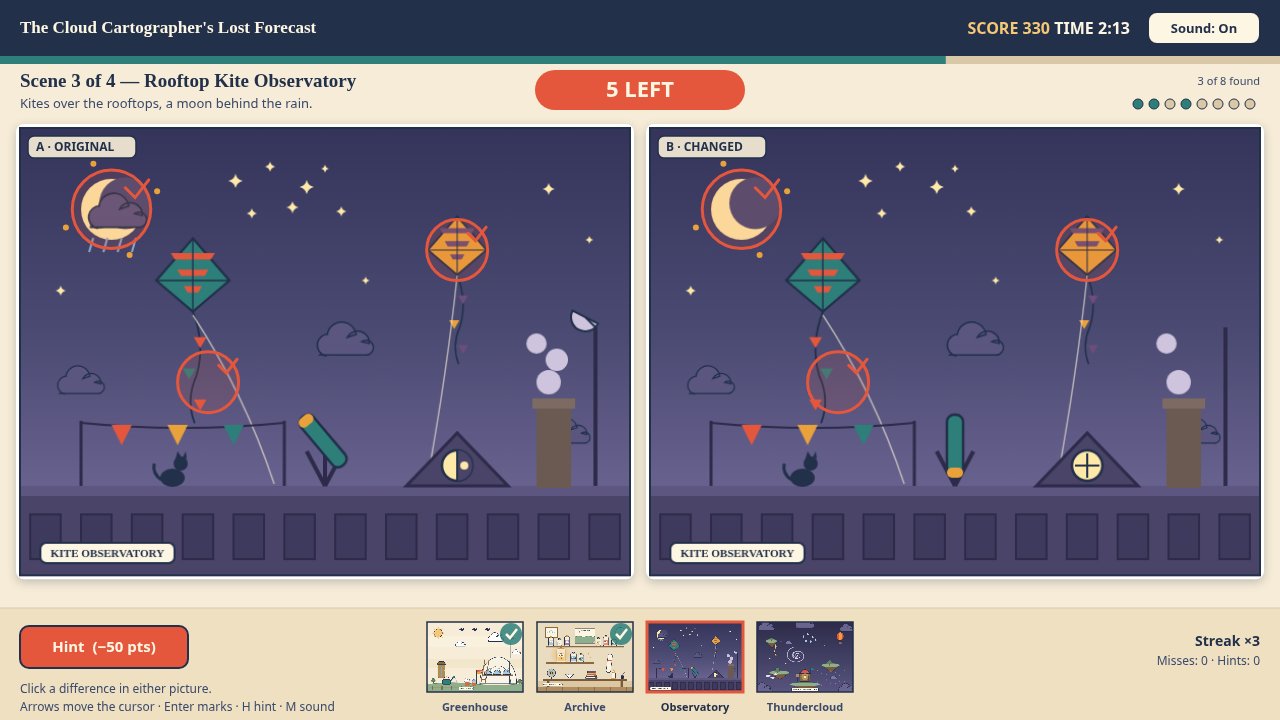 The Cloud Cartographer's Lost Forecast
SCORE 330 TIME 2:13
Sound: On
Scene 3 of 4 — Rooftop Kite Observatory
Kites over the rooftops, a moon behind the rain.
5 LEFT
3 of 8 found
A · ORIGINAL
B · CHANGED
KITE OBSERVATORY
KITE OBSERVATORY
Hint (−50 pts)
Click a difference in either picture.
Arrows move the cursor · Enter marks · H hint · M sound
Greenhouse
Archive
Observatory
Thundercloud
Streak ×3
Misses: 0 · Hints: 0